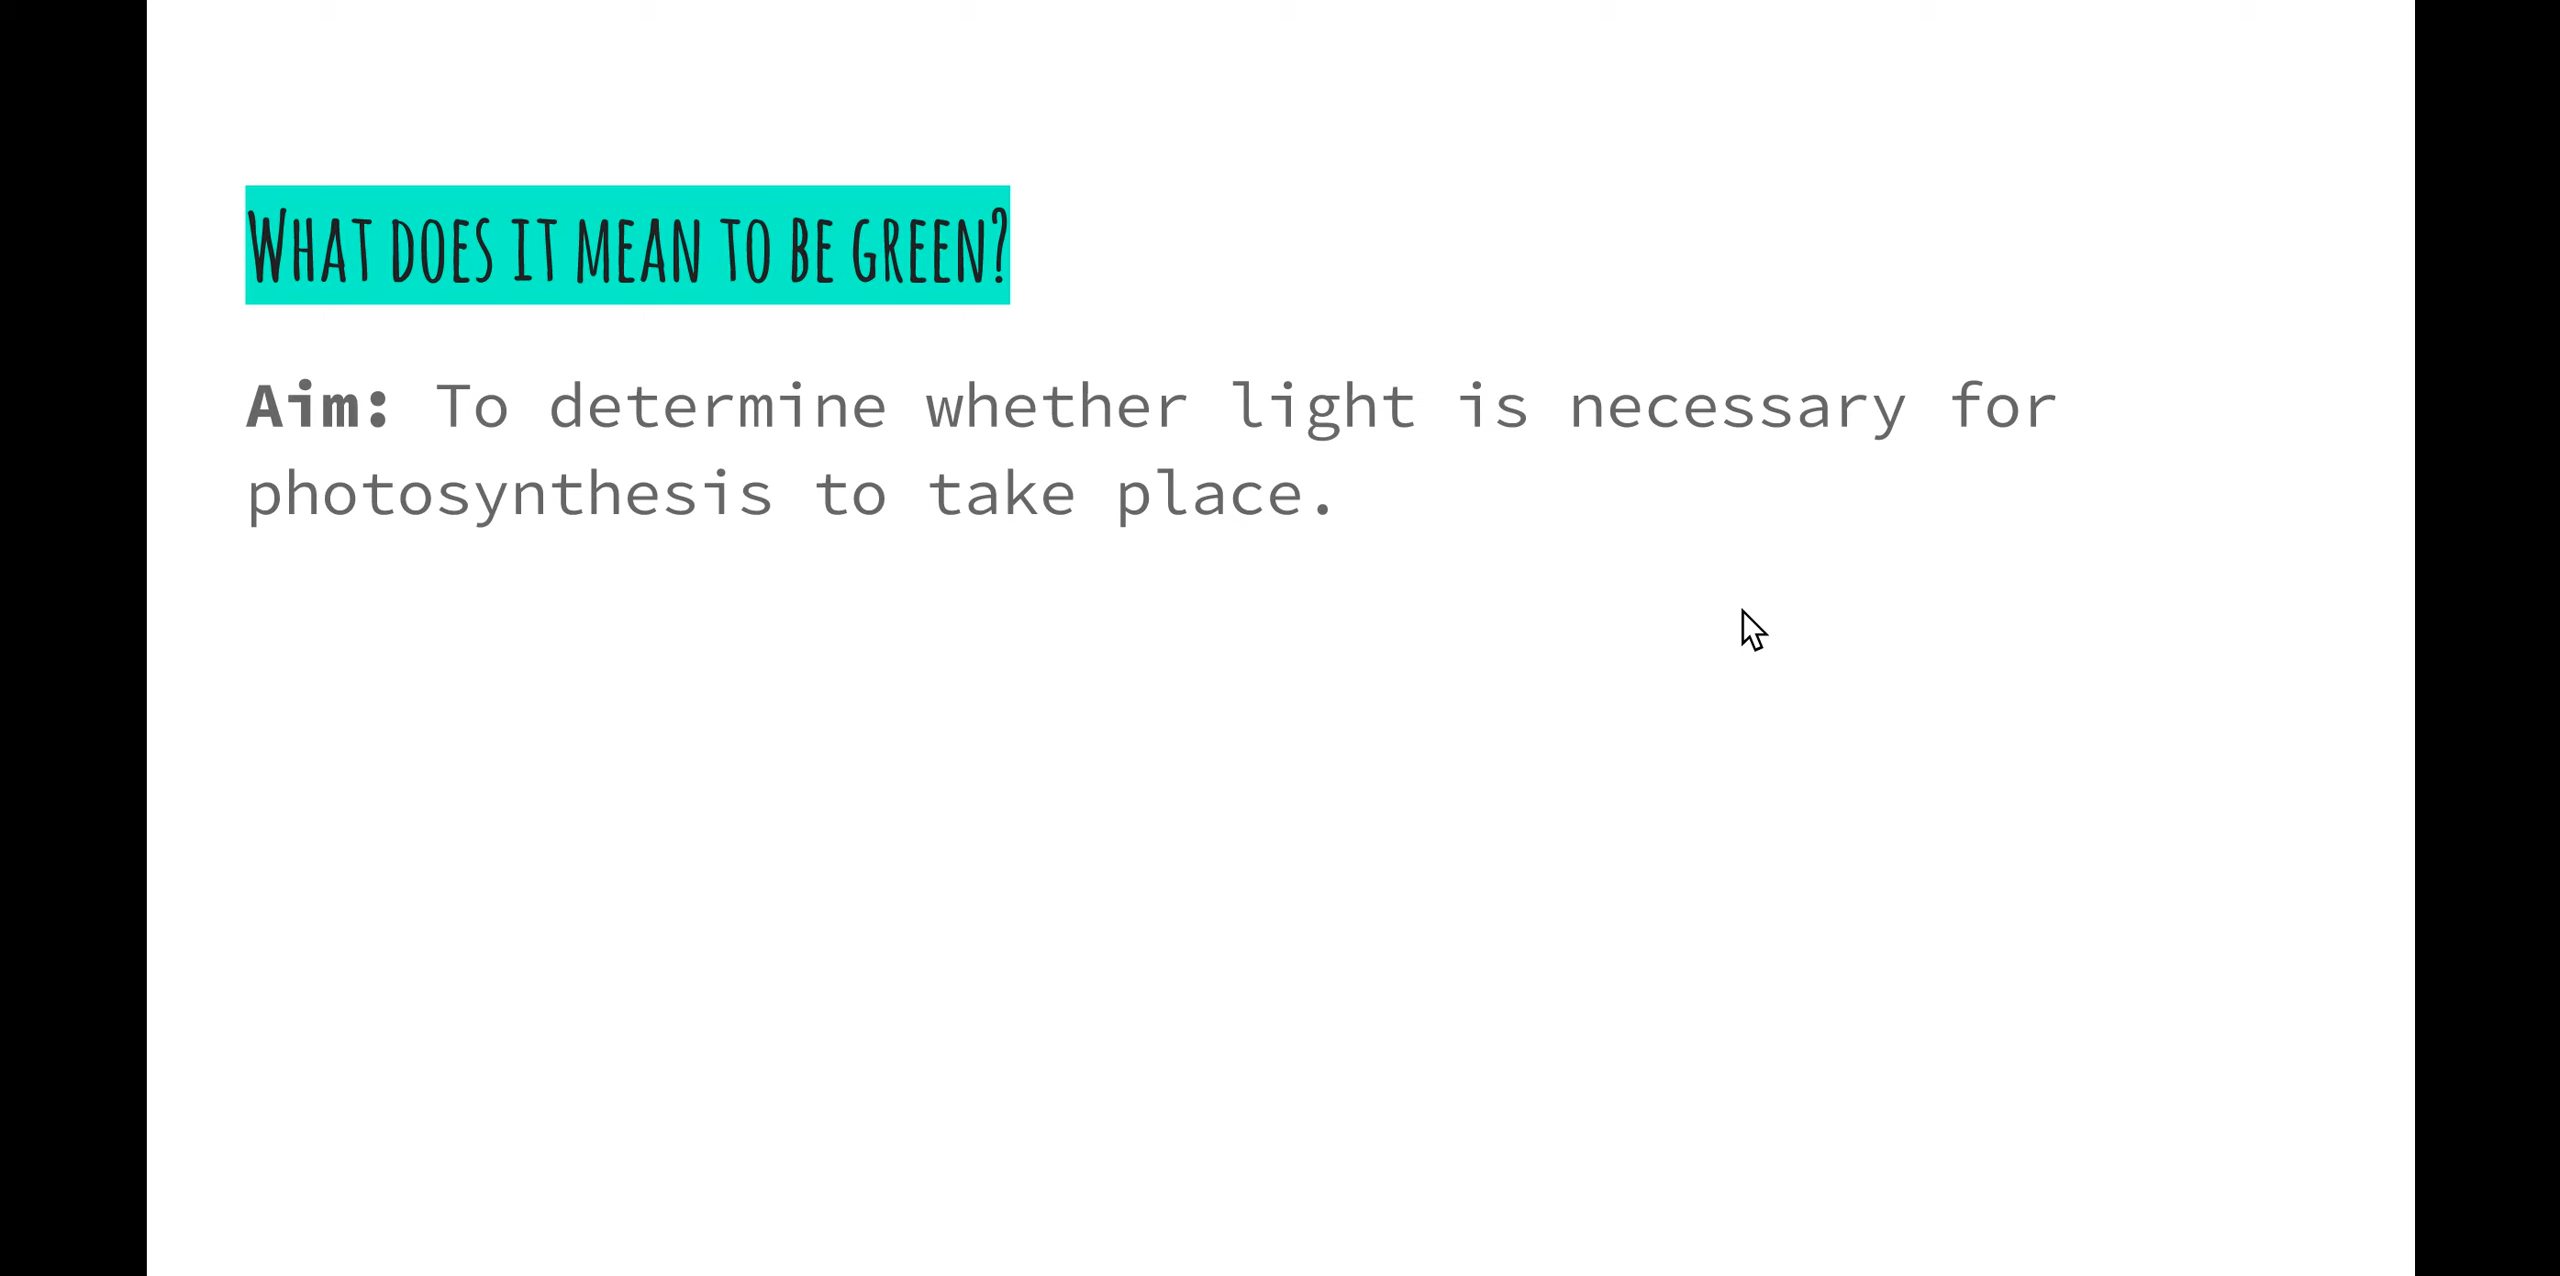 What does it mean to be green?
Aim: To determine whether light is necessary for
photosynthesis to take place.